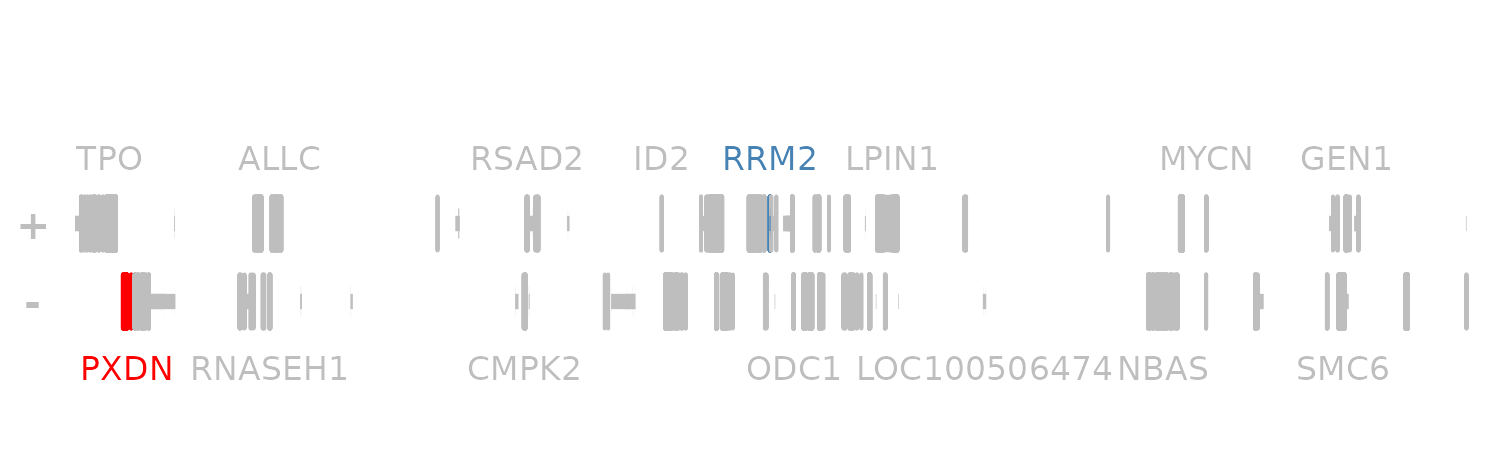 TPO ALLC RSAD2 ID2 RRM2 LPIN1 MYCN GEN1
+
-
PXDN RNASEH1 CMPK2 ODC1 LOC100506474 NBAS SMC6